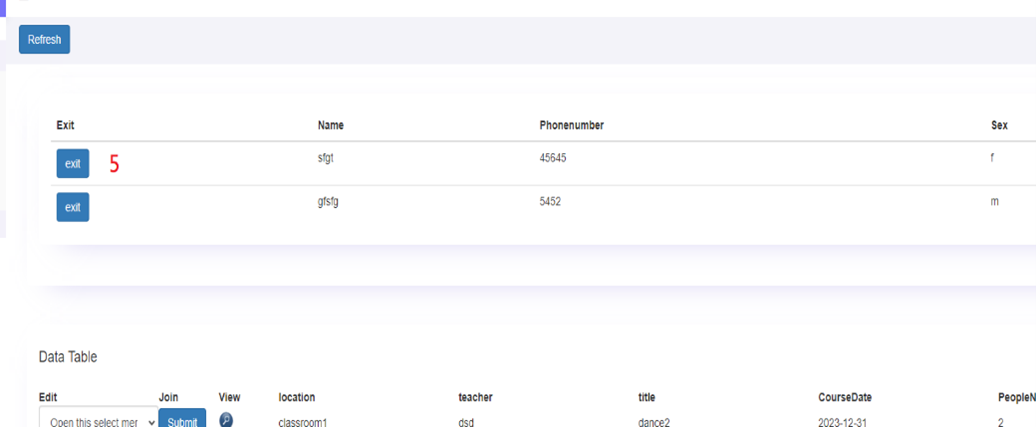 Refresh
Exit Name Phonenumber Sex
exit 5 sfgt 45645 f
exit gfsfg 5452 m
Data Table
Edit Join View location teacher title CourseDate PeopleN
Open this select mer Submit classroom1 dsd dance2 2023-12-31 2